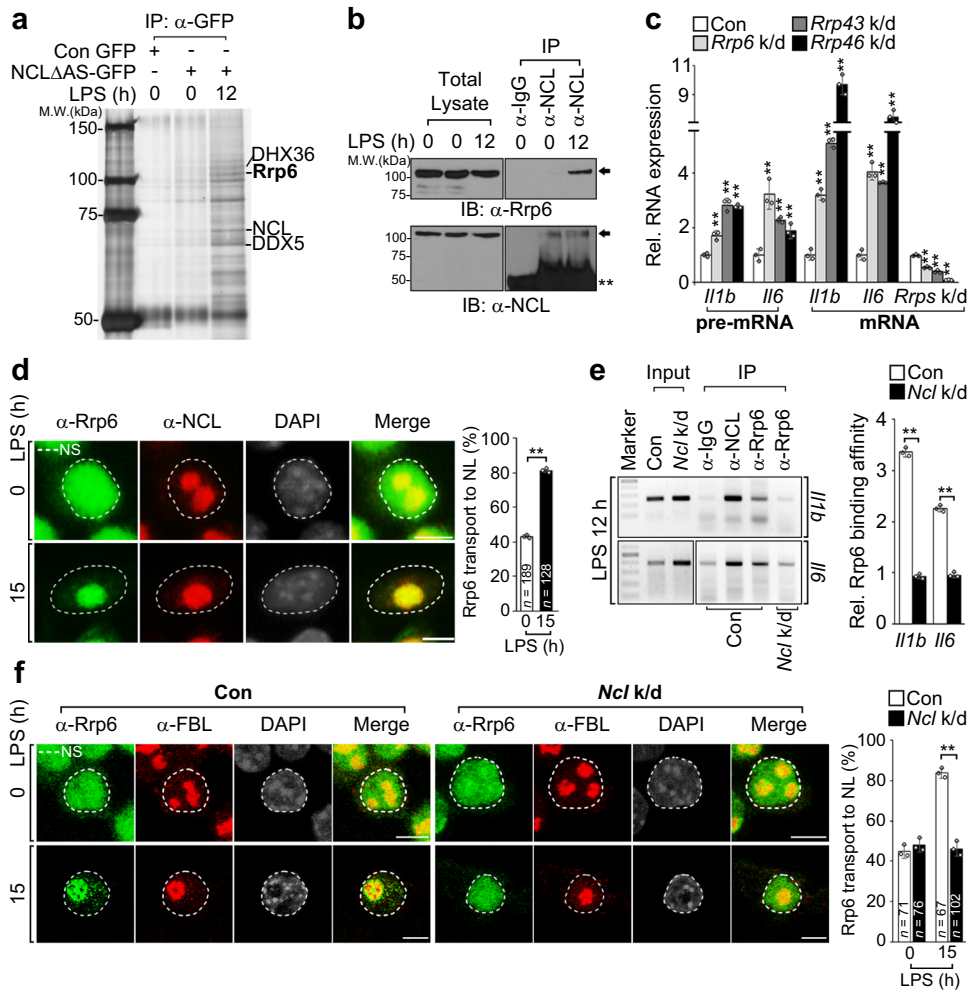 a
IP: α-GFP
Con GFP + - -
NCLΔAS-GFP - + +
LPS (h) 0 0 12
M.W.(kDa)
150-
100-
75-
50-
DHX36
Rrp6
NCL
DDX5
b
Total Lysate
IP
α-IgG
α-NCL
α-NCL
LPS (h) 0 0 12 0 0 12
M.W.(kDa)
100-
75-
IB: α-Rrp6
100-
75-
50-
**
IB: α-NCL
c
Con
Rrp6 k/d
Rrp43 k/d
Rrp46 k/d
Rel. RNA expression
11
9
4
2
0
** ** ** ** ** ** ** ** ** ** ** ** ** ** **
Il1b Il6 Il1b Il6 Rrps k/d
pre-mRNA mRNA
d
LPS (h)
α-Rrp6 α-NCL DAPI Merge
NS
0
15
Rrp6 transport to NL (%)
100
80
60
40
20
0
**
n = 189
n = 128
0 15
LPS (h)
e
Input IP
Marker
Con
Ncl k/d
α-IgG
α-NCL
α-Rrp6
α-Rrp6
LPS 12 h
Il1b
Il6
Con
Ncl k/d
Con
Ncl k/d
Rel. Rrp6 binding affinity
4
3
2
1
0
**
**
Il1b Il6
f
LPS (h)
Con Ncl k/d
α-Rrp6 α-FBL DAPI Merge α-Rrp6 α-FBL DAPI Merge
NS
0
15
Con
Ncl k/d
Rrp6 transport to NL (%)
100
80
60
40
20
0
**
n = 71
n = 76
n = 67
n = 102
0 15
LPS (h)